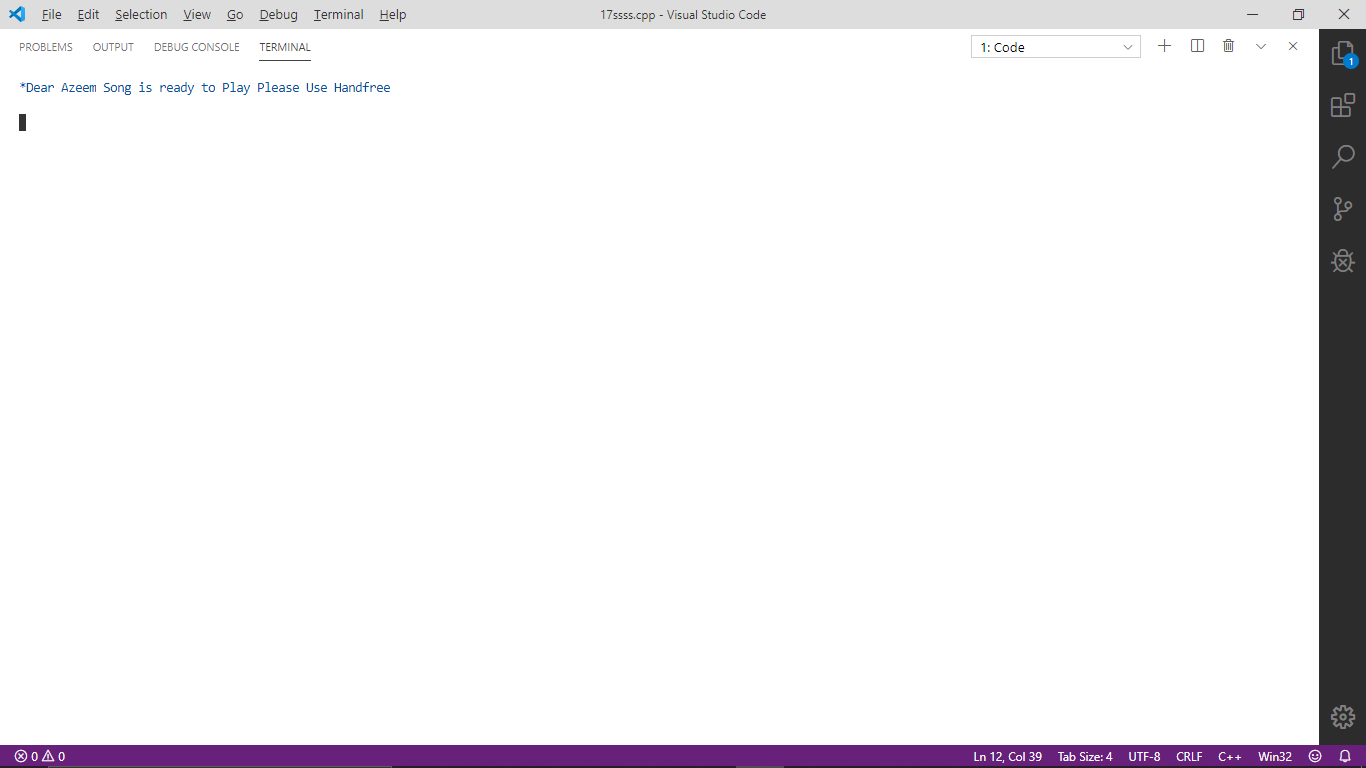 File Edit Selection View Go Debug Terminal Help 17ssss.cpp - Visual Studio Code
PROBLEMS OUTPUT DEBUG CONSOLE TERMINAL 1: Code
1
*Dear Azeem Song is ready to Play Please Use Handfree
0 0 Ln 12, Col 39 Tab Size: 4 UTF-8 CRLF C++ Win32